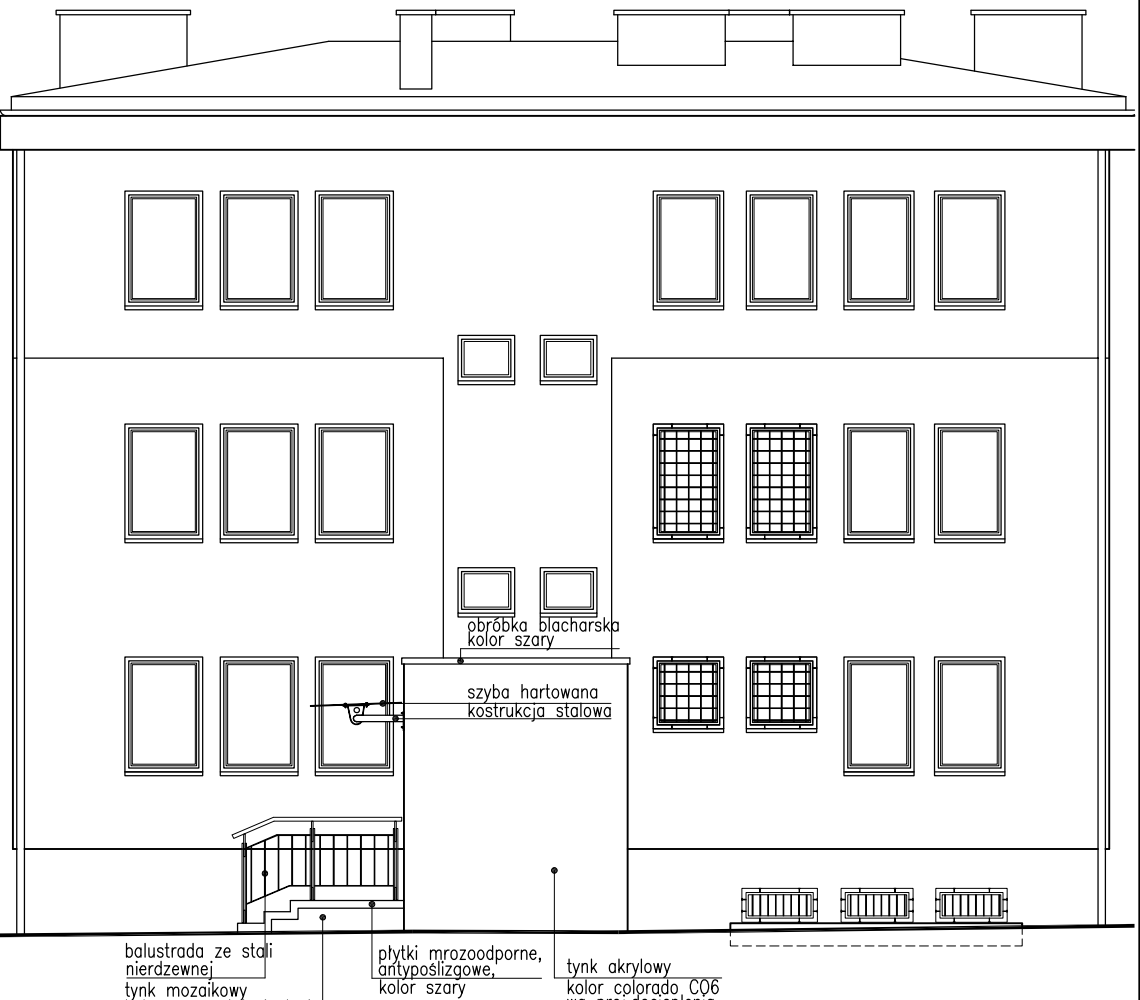 obróbka blacharska
kolor szary
szyba hartowana
kostrukcja stalowa
balustrada ze stali
nierdzewnej
tynk mozaikowy
płytki mrozoodporne,
antypoślizgowe,
kolor szary
tynk akrylowy
kolor colorado CO6